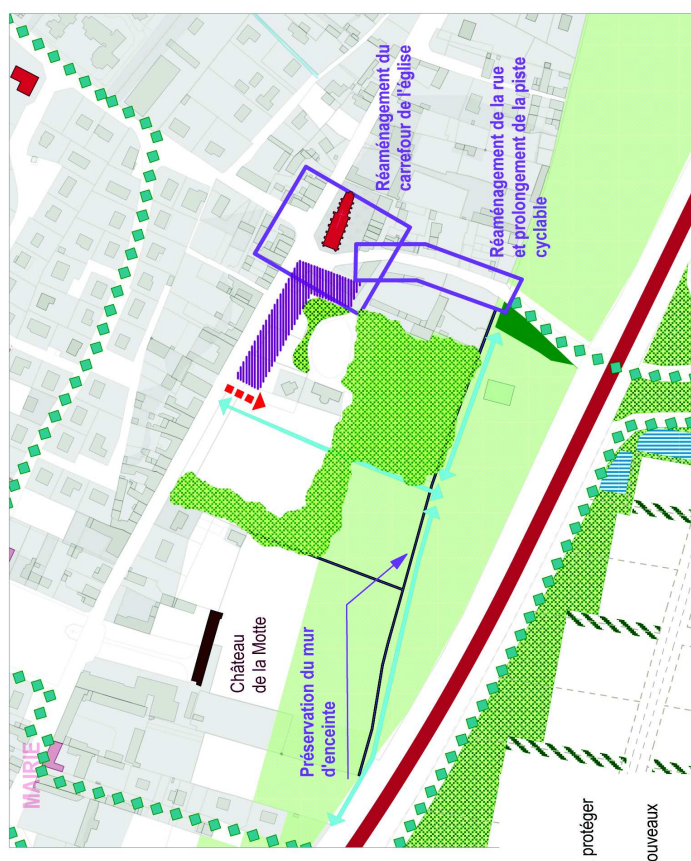 Réaménagement du
carrefour de l'église
Réaménagement de la rue
et prolongement de la piste
cyclable
Château
de la Motte
Préservation du mur
d'enceinte
MAIRIE
protéger
ouveaux